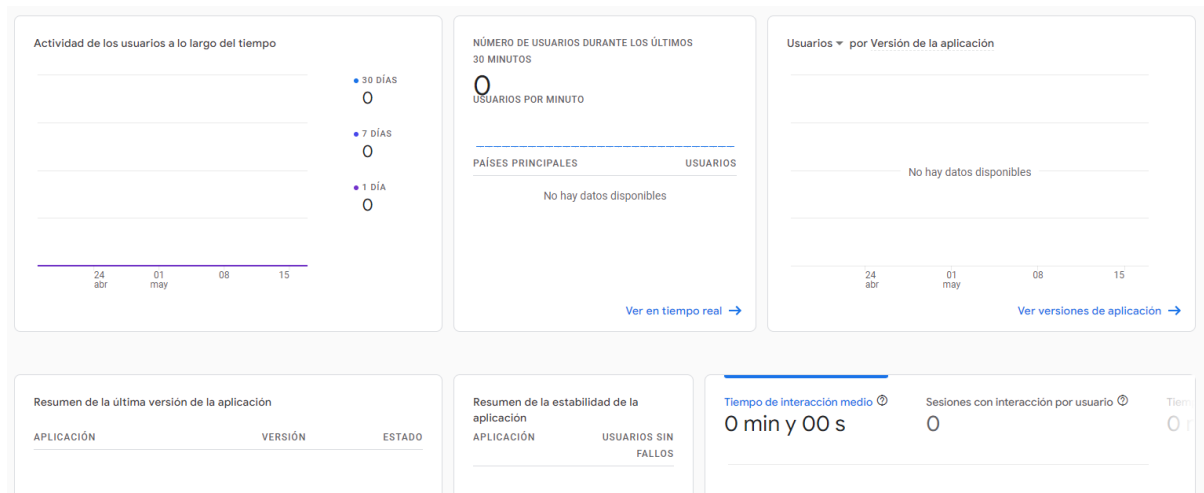 Actividad de los usuarios a lo largo del tiempo
30 DÍAS
0
7 DÍAS
0
1 DÍA
0
24 abr
01 may
08
15
NÚMERO DE USUARIOS DURANTE LOS ÚLTIMOS
30 MINUTOS
0
USUARIOS POR MINUTO
PAÍSES PRINCIPALES USUARIOS
No hay datos disponibles
Ver en tiempo real
Usuarios por Versión de la aplicación
No hay datos disponibles
24 abr
01 may
08
15
Ver versiones de aplicación
Resumen de la última versión de la aplicación
APLICACIÓN VERSIÓN ESTADO
Resumen de la estabilidad de la
aplicación
APLICACIÓN USUARIOS SIN
FALLOS
Tiempo de interacción medio
0 min y 00 s
Sesiones con interacción por usuario
0